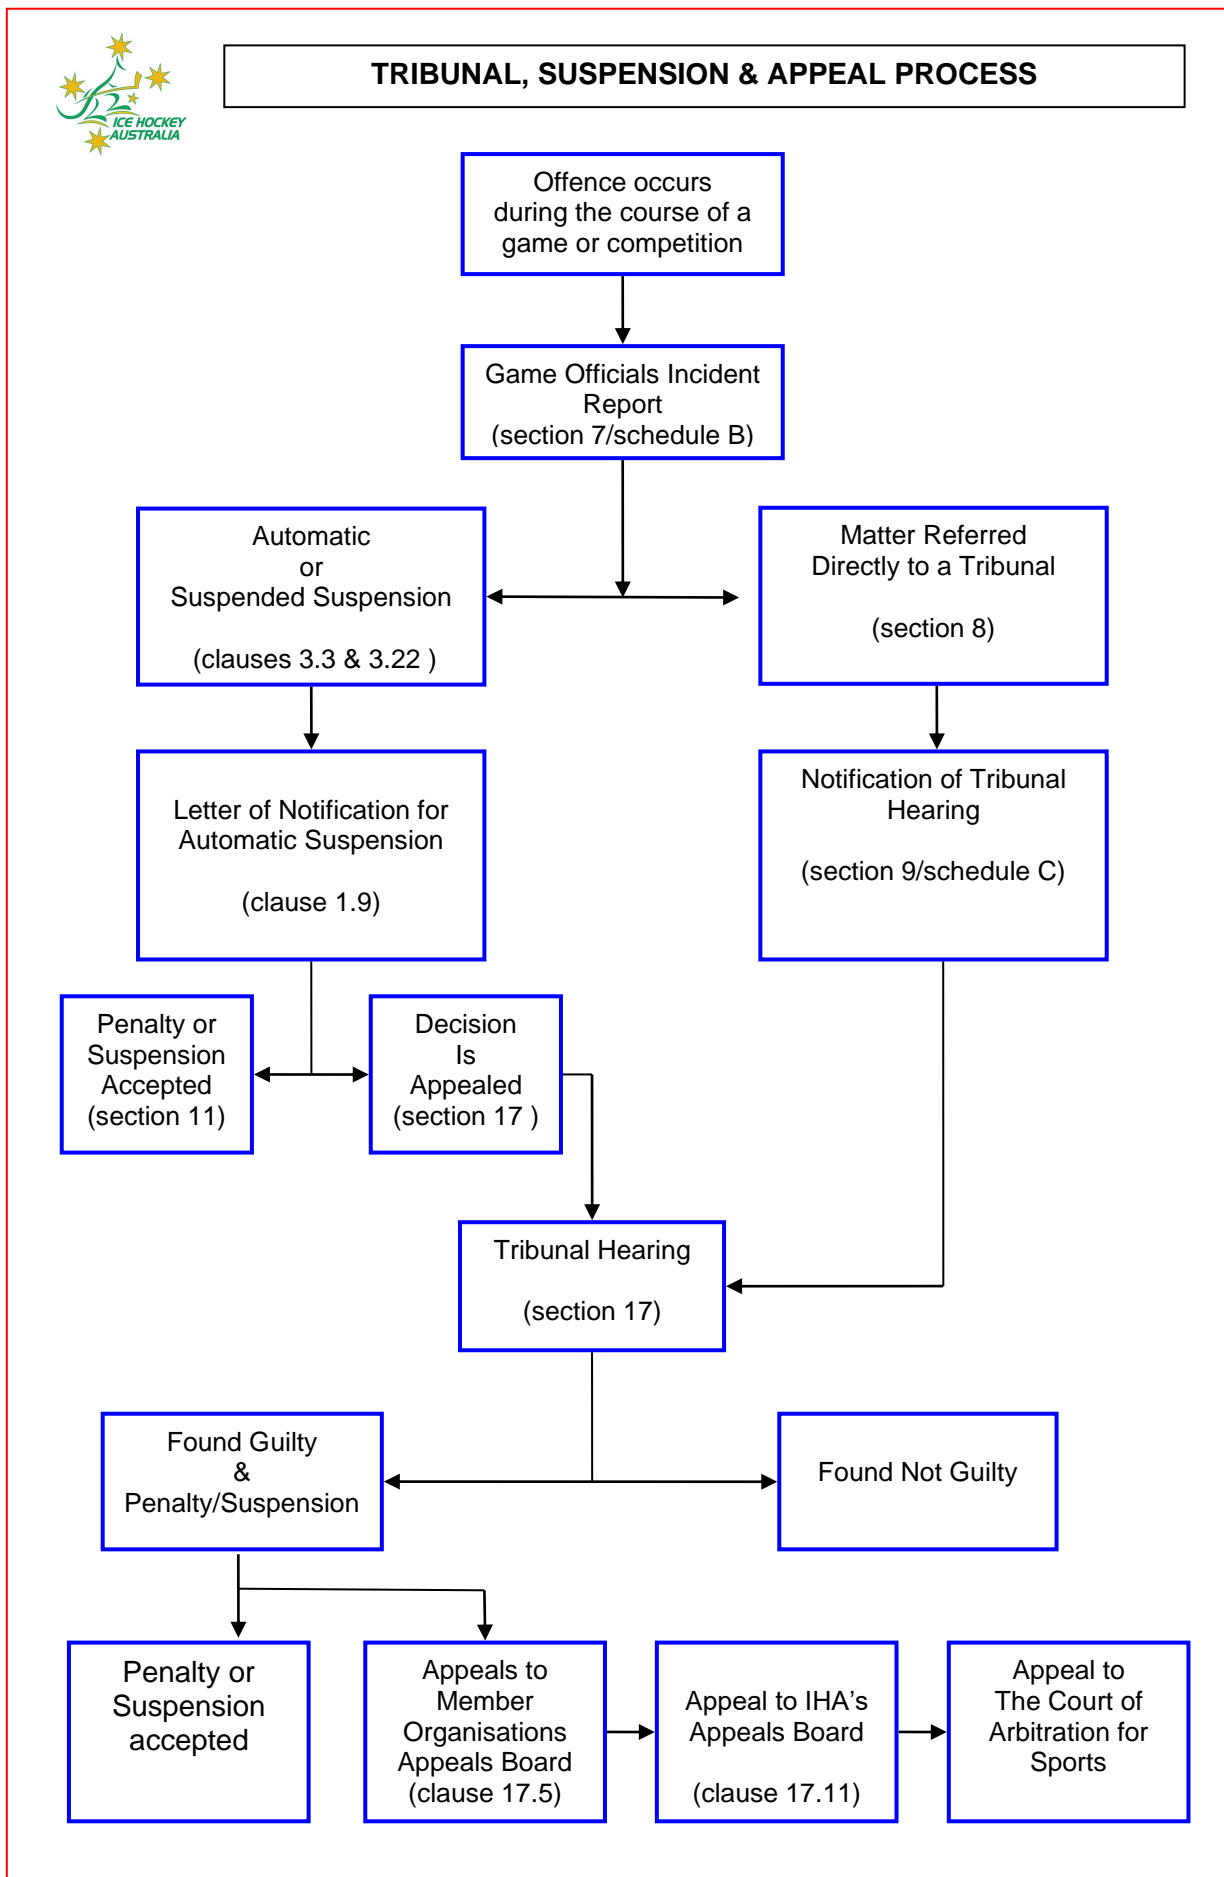 ICE HOCKEY
AUSTRALIA
TRIBUNAL, SUSPENSION & APPEAL PROCESS
Offence occurs
during the course of a
game or competition
Game Officials Incident
Report
(section 7/schedule B)
Automatic
or
Suspended Suspension
(clauses 3.3 & 3.22 )
Matter Referred
Directly to a Tribunal
(section 8)
Letter of Notification for
Automatic Suspension
(clause 1.9)
Notification of Tribunal
Hearing
(section 9/schedule C)
Penalty or
Suspension
Accepted
(section 11)
Decision
Is
Appealed
(section 17 )
Tribunal Hearing
(section 17)
Found Guilty
&
Penalty/Suspension
Found Not Guilty
Penalty or
Suspension
accepted
Appeals to
Member
Organisations
Appeals Board
(clause 17.5)
Appeal to IHA's
Appeals Board
(clause 17.11)
Appeal to
The Court of
Arbitration for
Sports